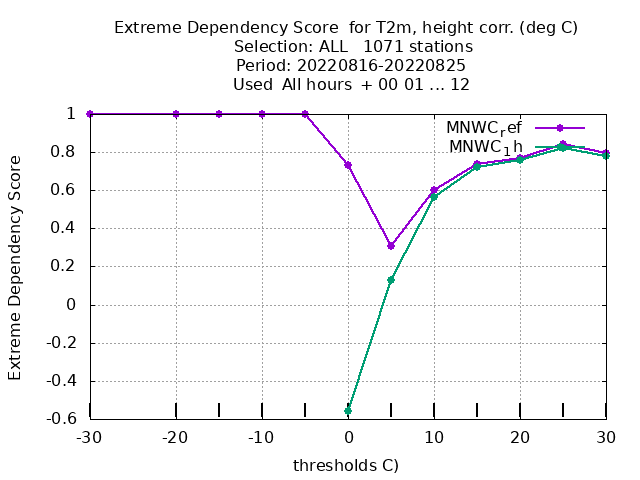 Extreme Dependency Score  for T2m, height corr. (deg C)
Selection: ALL   1071 stations
Period: 20220816-20220825
Used  All hours  + 00 01 ... 12
MNWCref
MNWC1h
Extreme Dependency Score
1
0.8
0.6
0.4
0.2
0
-0.2
-0.4
-0.6
-30
-20
-10
0
10
20
30
thresholds C)